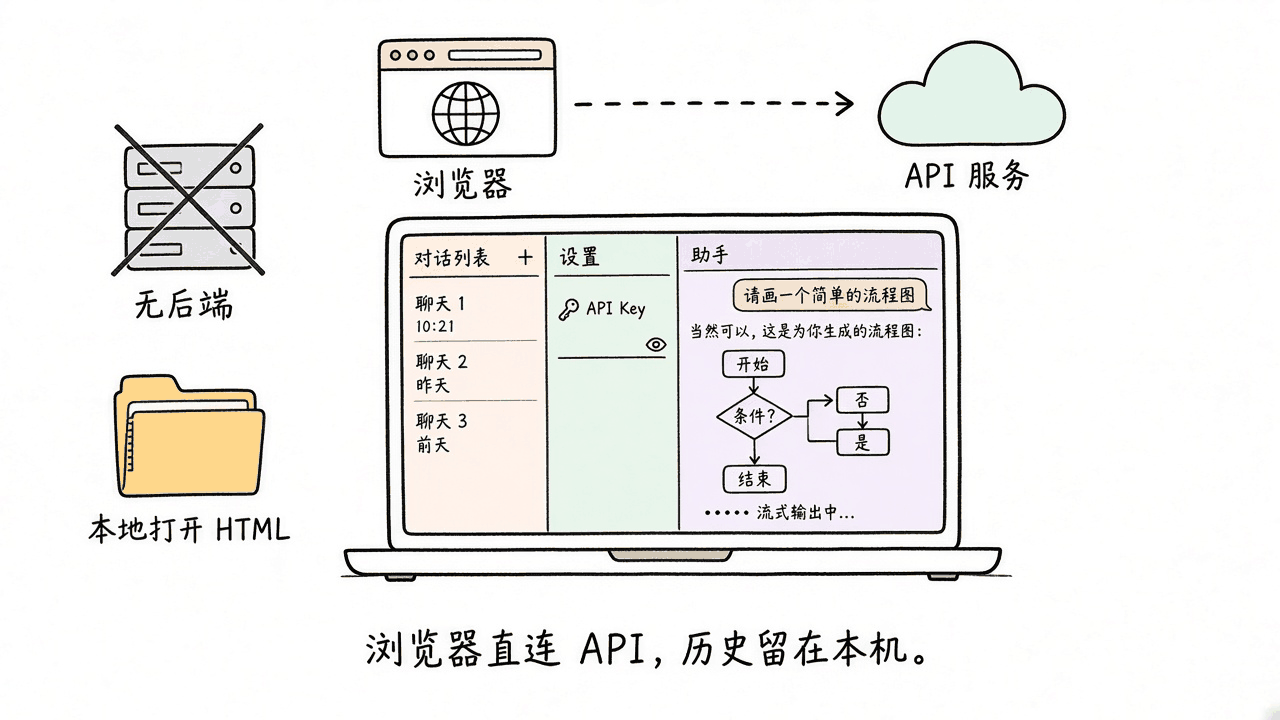 浏览器
API 服务
无后端
本地打开 HTML
对话列表 +
聊天 1
10:21
聊天 2
昨天
聊天 3
前天
设置
API Key
助手
请画一个简单的流程图
当然可以,这是为你生成的流程图:
开始
条件?
否
是
结束
••••• 流式输出中...
浏览器直连 API,历史留在本机。